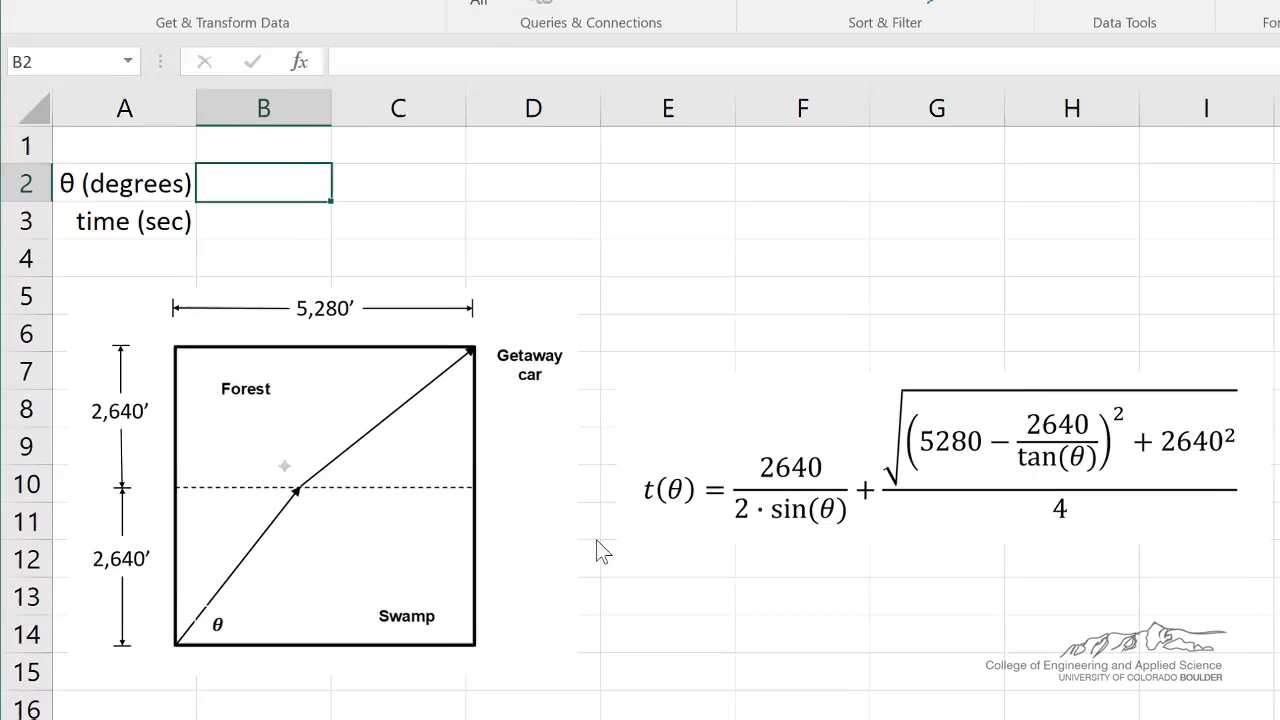 All
Get & Transform Data
Queries & Connections
Sort & Filter
Data Tools
For
B2
fx
A B C D E F G H I
1
2 θ (degrees)
3 time (sec)
4
5
6
7
8
9
10
11
12
13
14
15
16
5,280’
Forest
Getaway
car
2,640’
2,640’
θ
Swamp
t(θ) = 2640 / (2 · sin(θ)) + √((5280 − 2640 / tan(θ))² + 2640²) / 4
College of Engineering and Applied Science
UNIVERSITY OF COLORADO BOULDER